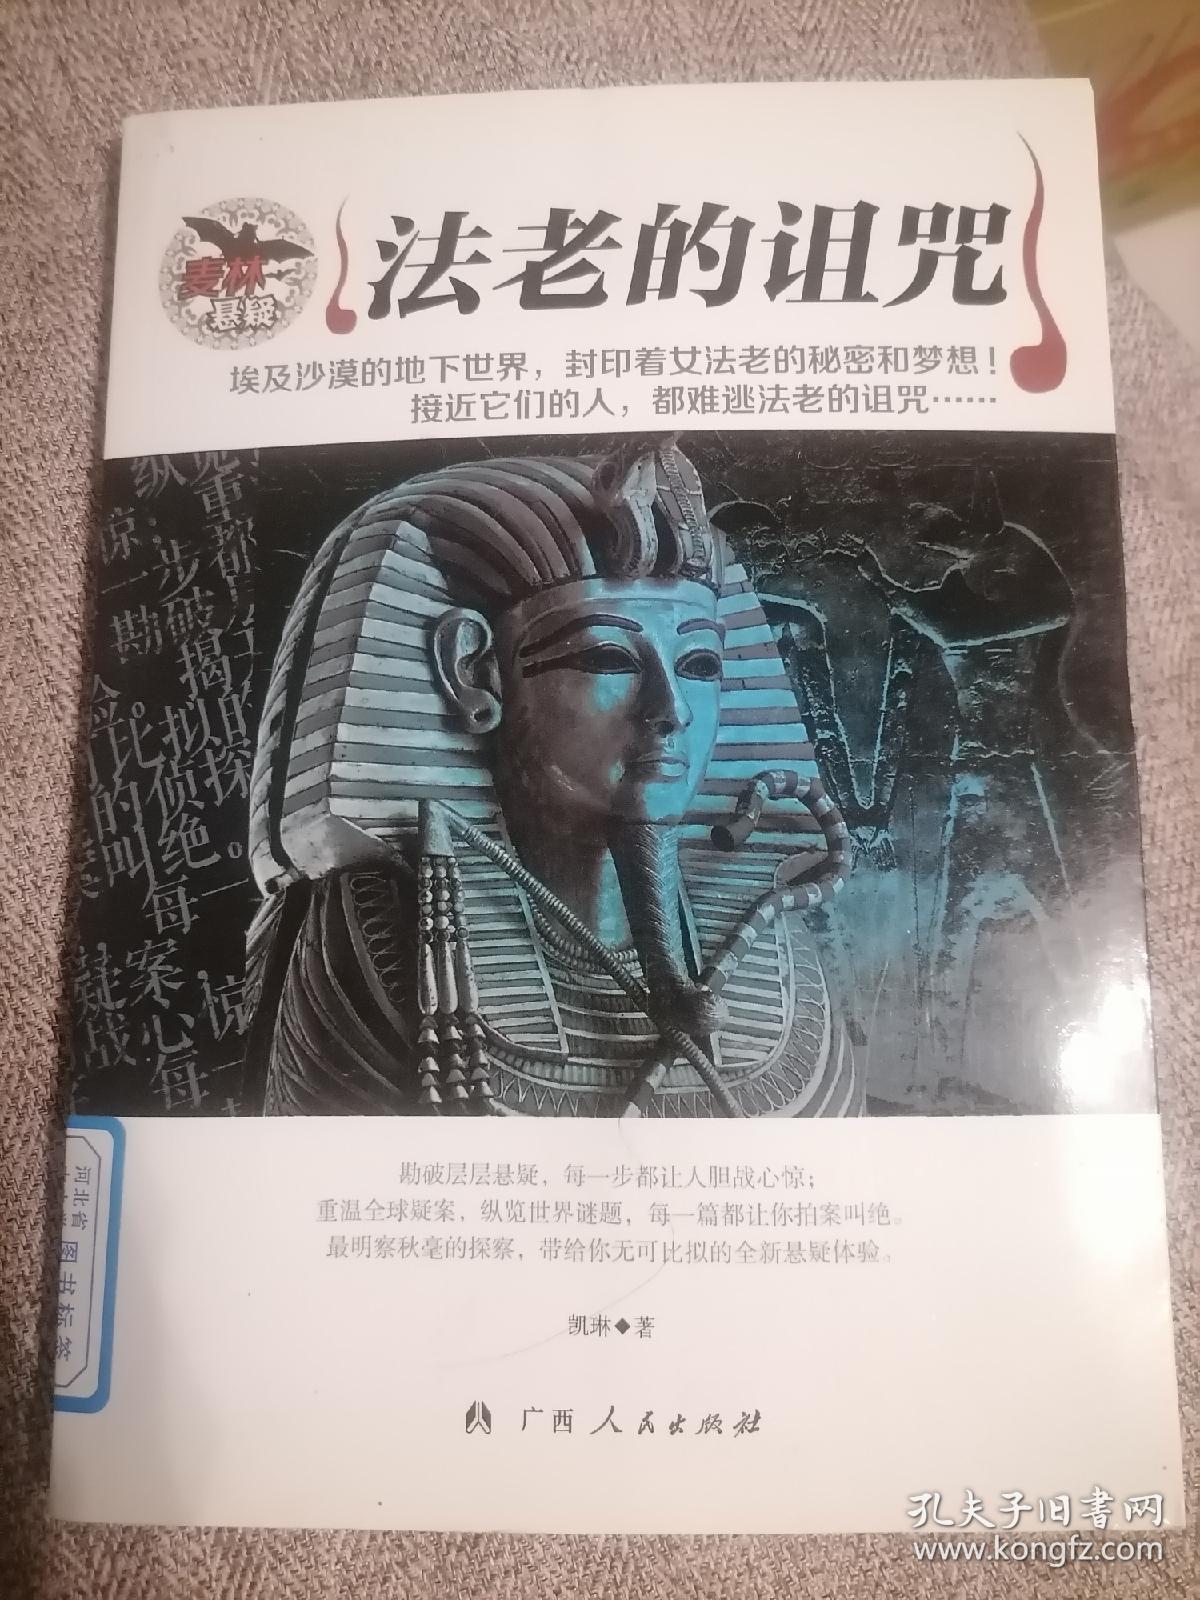 麦林
悬疑
法老的诅咒
埃及沙漠的地下世界，封印着女法老的秘密和梦想！
接近它们的人，都难逃法老的诅咒……
勘破层层悬疑，每一步都让人胆战心惊；
重温全球疑案，纵览世界谜题，每一篇都让你拍案叫绝。
最明察秋毫的探察，带给你无可比拟的全新悬疑体验。
凯琳◆著
广西人民出版社
河北省
图书标签
孔夫子旧书网
www.kongfz.com